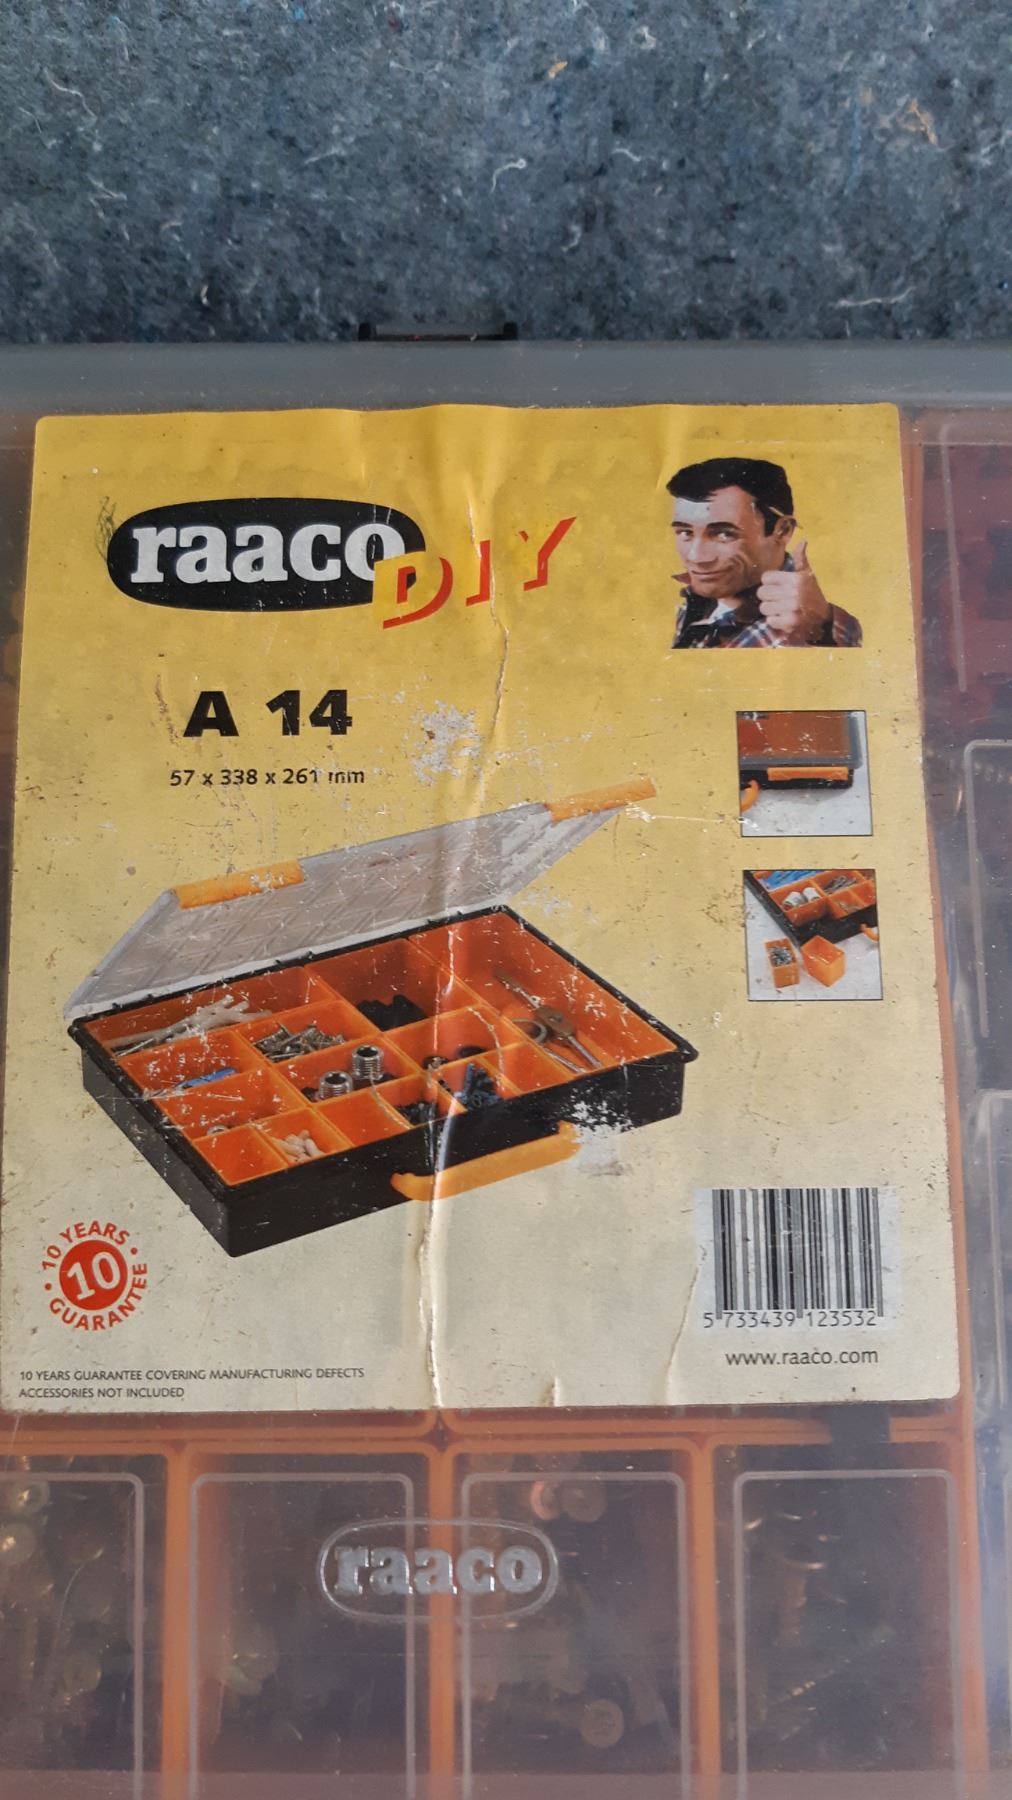 raaco DIY
A 14
57 x 338 x 261 mm
10 YEARS
10
GUARANTEE
5 733439 123532
www.raaco.com
10 YEARS GUARANTEE COVERING MANUFACTURING DEFECTS
ACCESSORIES NOT INCLUDED
raaco